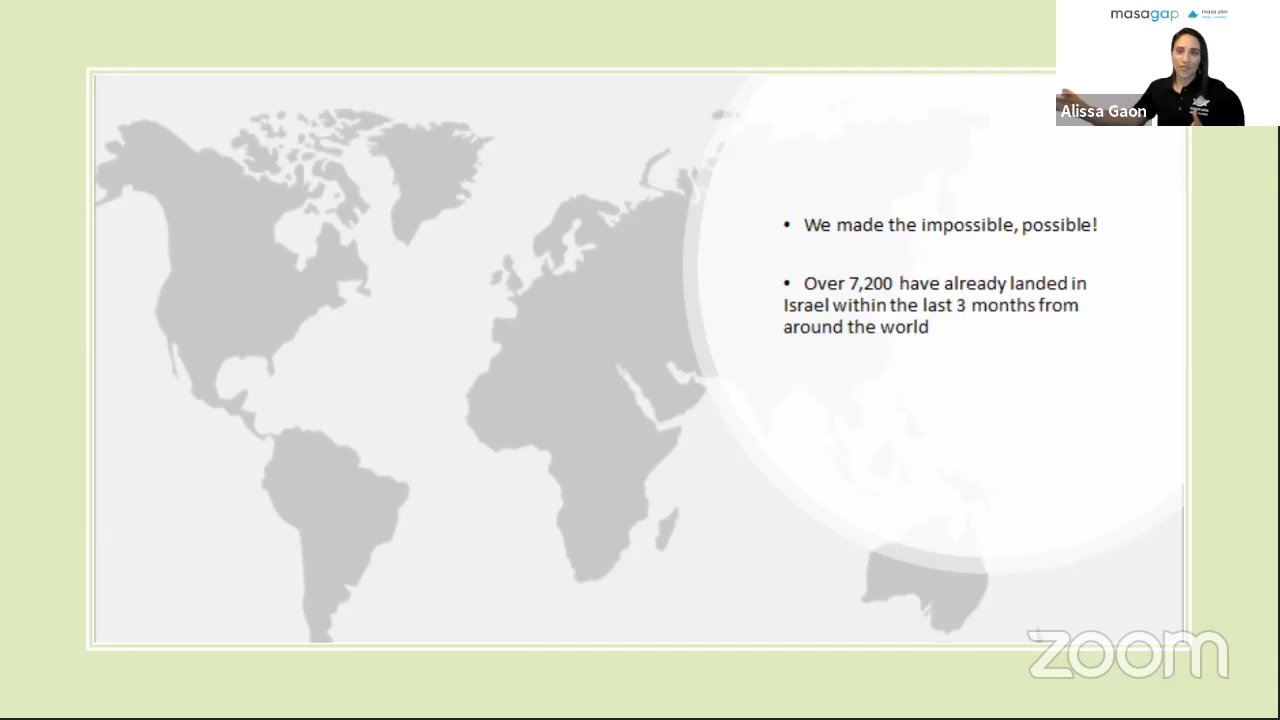 masagap
Alissa Gaon
• We made the impossible, possible!
• Over 7,200 have already landed in
Israel within the last 3 months from
around the world
zoom